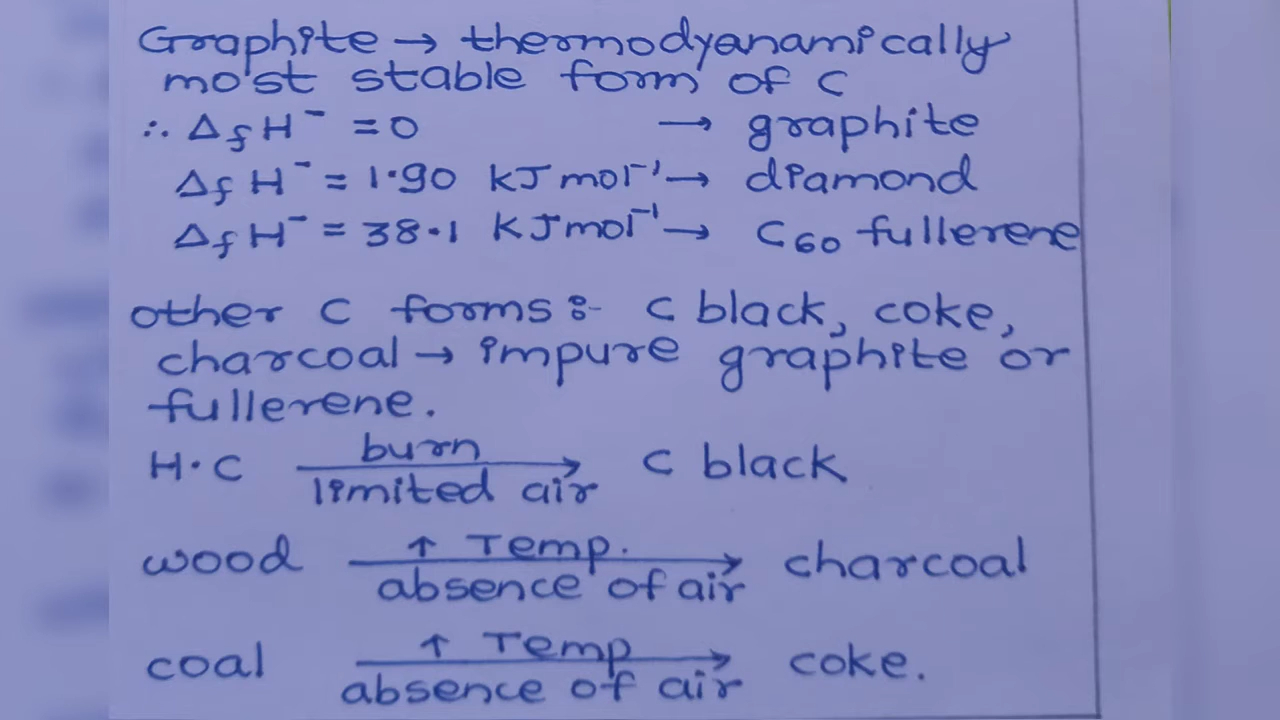 Graphite → thermodyanamically
most stable form of C
∴ ΔfH⁻ = 0 → graphite
ΔfH⁻ = 1.90 KJ mol⁻¹ → diamond
ΔfH⁻ = 38.1 KJ mol⁻¹ → C60 fullerene
other C forms :- C black, coke,
charcoal → impure graphite or
fullerene.
H.C burn → C black
limited air
wood ↑ Temp. → charcoal
absence of air
coal ↑ Temp → coke.
absence of air